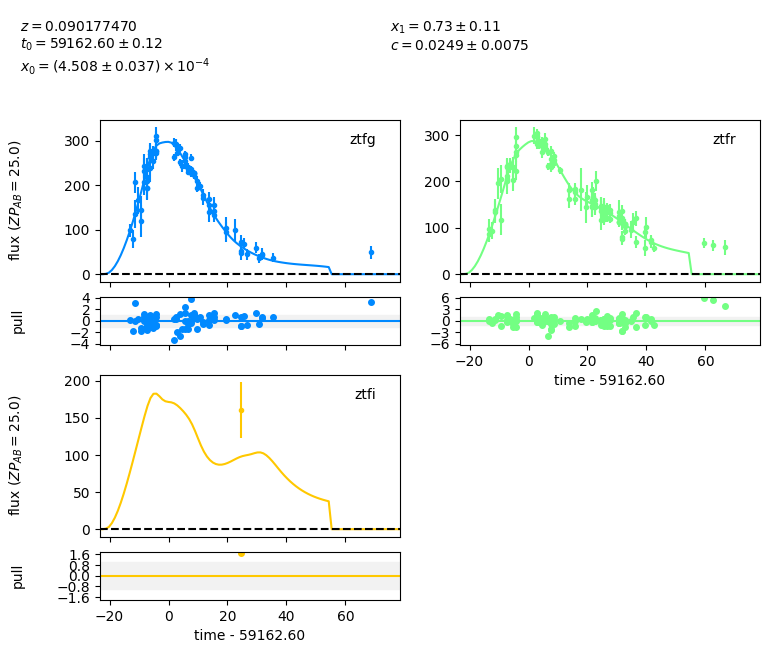 z = 0.090177470
t₀ = 59162.60 ± 0.12
x₀ = (4.508 ± 0.037) × 10⁻⁴
x₁ = 0.73 ± 0.11
c = 0.0249 ± 0.0075
ztfg
300
200
100
0
flux (ZP_AB = 25.0)
4
2
0
−2
−4
pull
ztfr
300
200
100
0
6
3
0
−3
−6
−20 0 20 40 60
time - 59162.60
ztfi
200
150
100
50
0
flux (ZP_AB = 25.0)
1.6
0.8
0.0
−0.8
−1.6
pull
−20 0 20 40 60
time - 59162.60